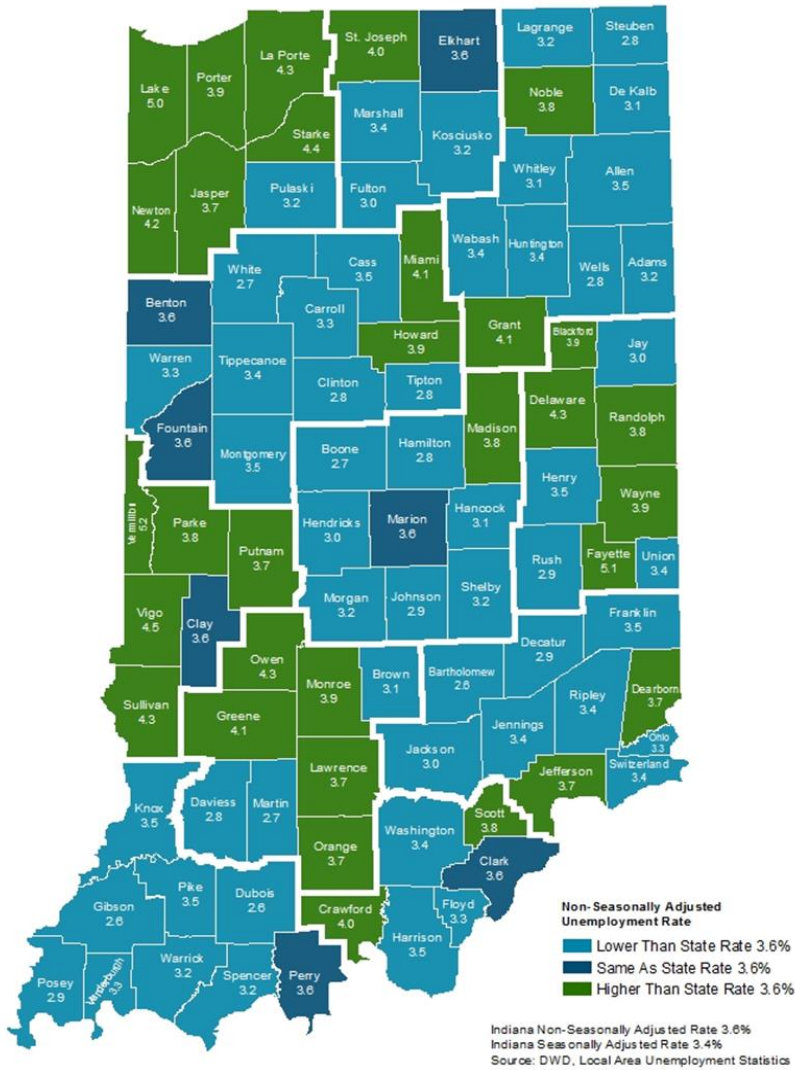 St. Joseph
4.0
Elkhart
3.6
Lagrange
3.2
Steuben
2.8
La Porte
4.3
Porter
3.9
Lake
5.0
Noble
3.8
De Kalb
3.1
Marshall
3.4
Kosciusko
3.2
Starke
4.4
Whitley
3.1
Allen
3.5
Pulaski
3.2
Fulton
3.0
Jasper
3.7
Newton
4.2
Wabash
3.4
Huntington
3.4
Wells
2.8
Adams
3.2
White
2.7
Cass
3.5
Miami
4.1
Benton
3.6
Carroll
3.3
Howard
3.9
Grant
4.1
Blackford
3.9
Jay
3.0
Warren
3.3
Tippecanoe
3.4
Clinton
2.8
Tipton
2.8
Delaware
4.3
Randolph
3.8
Fountain
3.6
Madison
3.8
Montgomery
3.5
Boone
2.7
Hamilton
2.8
Henry
3.5
Wayne
3.9
Vermillion
5.2
Parke
3.8
Putnam
3.7
Hendricks
3.0
Marion
3.6
Hancock
3.1
Rush
2.9
Fayette
5.1
Union
3.4
Vigo
4.5
Clay
3.6
Morgan
3.2
Johnson
2.9
Shelby
3.2
Franklin
3.5
Owen
4.3
Monroe
3.9
Brown
3.1
Bartholomew
2.6
Decatur
2.9
Ripley
3.4
Dearborn
3.7
Sullivan
4.3
Greene
4.1
Jennings
3.4
Ohio
3.3
Jackson
3.0
Switzerland
3.4
Lawrence
3.7
Jefferson
3.7
Knox
3.5
Daviess
2.8
Martin
2.7
Orange
3.7
Washington
3.4
Scott
3.8
Clark
3.6
Gibson
2.6
Pike
3.5
Dubois
2.6
Crawford
4.0
Floyd
3.3
Harrison
3.5
Posey
2.9
Vanderburgh
3.3
Warrick
3.2
Spencer
3.2
Perry
3.6
Non-Seasonally Adjusted
Unemployment Rate
Lower Than State Rate 3.6%
Same As State Rate 3.6%
Higher Than State Rate 3.6%
Indiana Non-Seasonally Adjusted Rate 3.6%
Indiana Seasonally Adjusted Rate 3.4%
Source: DWD, Local Area Unemployment Statistics